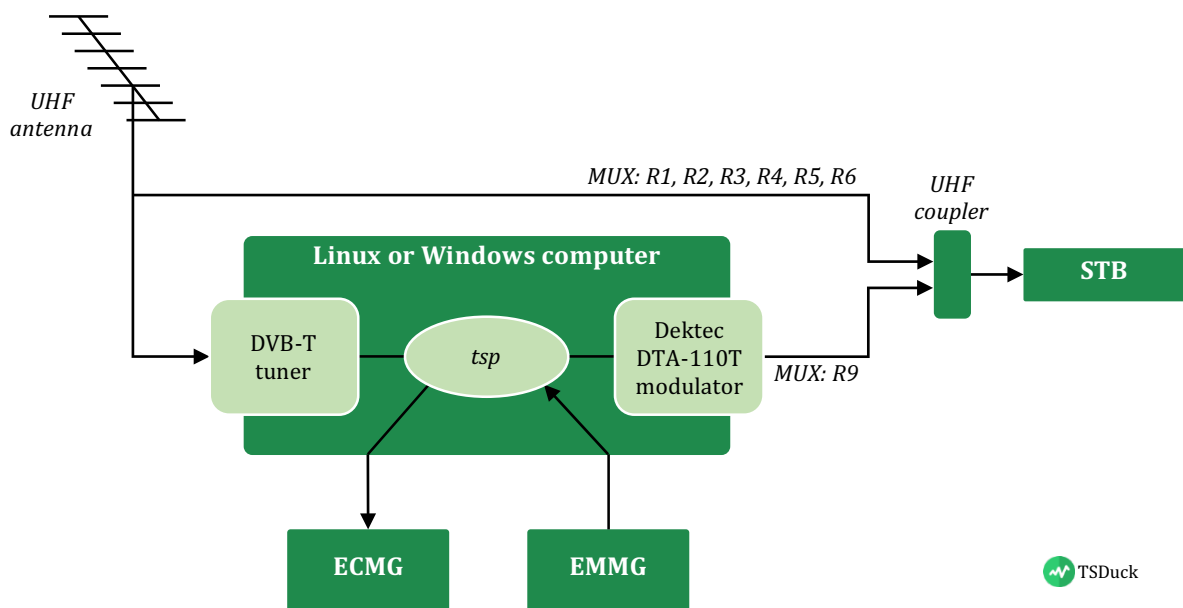 UHF
antenna
MUX: R1, R2, R3, R4, R5, R6
UHF
coupler
Linux or Windows computer
STB
DVB-T
tuner
tsp
Dektec
DTA-110T
modulator
MUX: R9
ECMG
EMMG
TSDuck